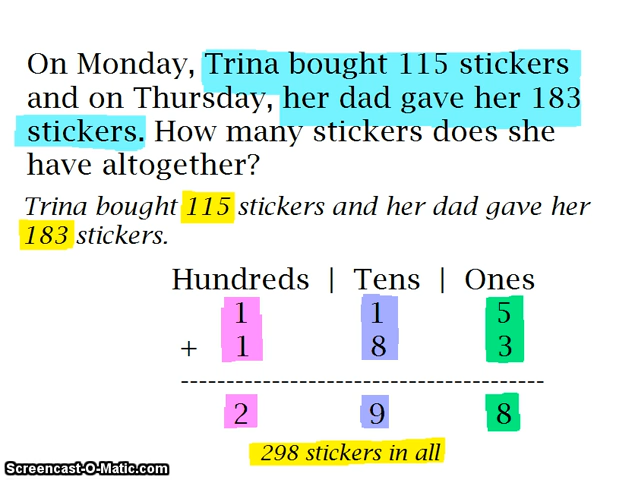 On Monday, Trina bought 115 stickers
and on Thursday, her dad gave her 183
stickers. How many stickers does she
have altogether?
Trina bought 115 stickers and her dad gave her
183 stickers.
Hundreds | Tens | Ones
1 1 5
+ 1 8 3
----------------------------------------
2 9 8
298 stickers in all
Screencast-O-Matic.com